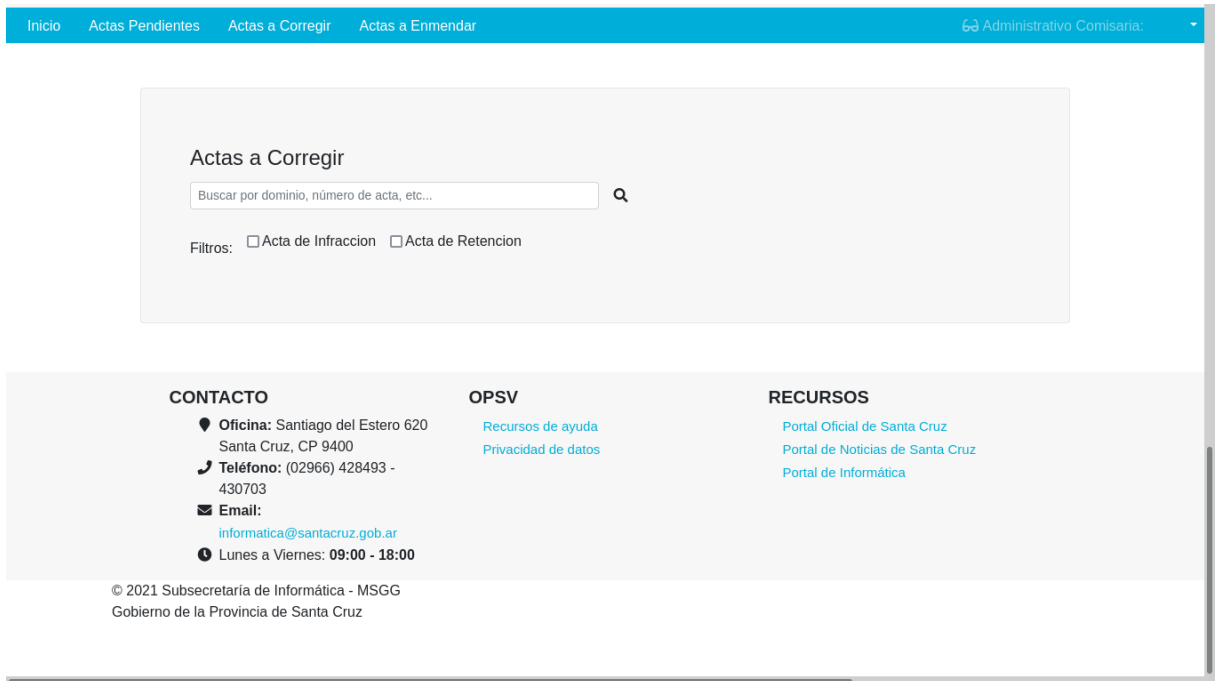 Inicio Actas Pendientes Actas a Corregir Actas a Enmendar Administrativo Comisaria:
Actas a Corregir
Buscar por dominio, número de acta, etc...
Filtros: Acta de Infraccion Acta de Retencion
CONTACTO
Oficina: Santiago del Estero 620
Santa Cruz, CP 9400
Teléfono: (02966) 428493 -
430703
Email:
informatica@santacruz.gob.ar
Lunes a Viernes: 09:00 - 18:00
OPSV
Recursos de ayuda
Privacidad de datos
RECURSOS
Portal Oficial de Santa Cruz
Portal de Noticias de Santa Cruz
Portal de Informática
© 2021 Subsecretaría de Informática - MSGG
Gobierno de la Provincia de Santa Cruz